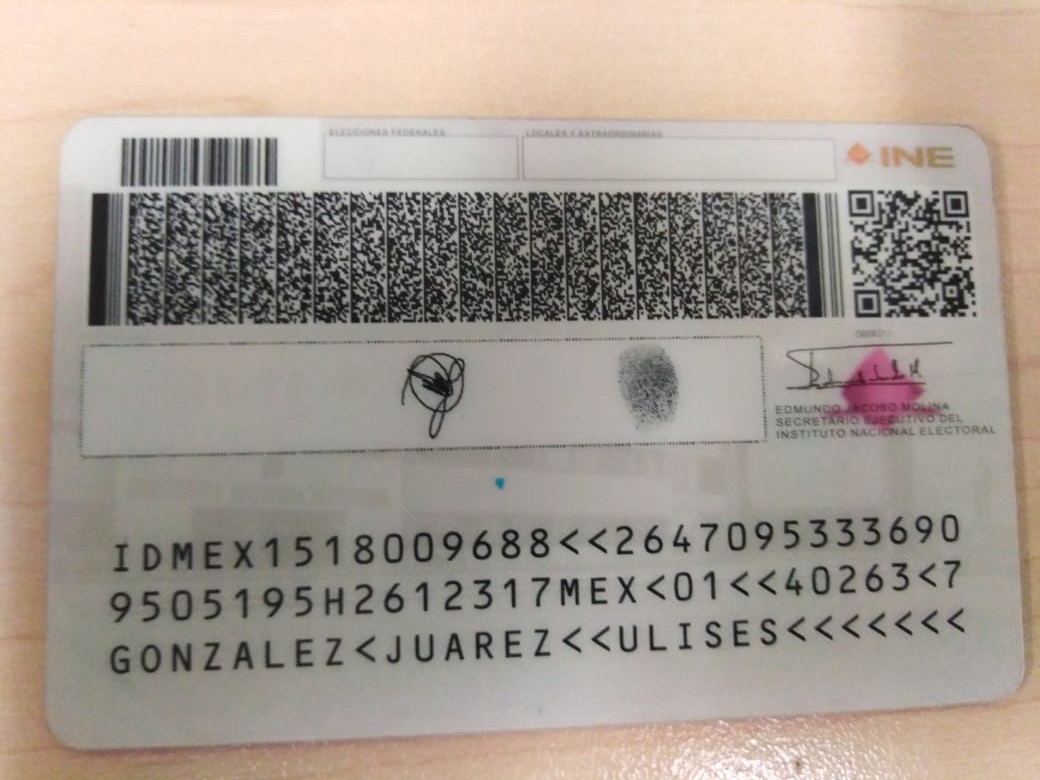 ELECCIONES FEDERALES
LOCALES Y EXTRAORDINARIAS
INE
EDMUNDO JACOBO MOLINA
SECRETARIO EJECUTIVO DEL
INSTITUTO NACIONAL ELECTORAL
IDMEX1518009688<<2647095333690
9505195H2612317MEX<01<<40263<7
GONZALEZ<JUAREZ<<ULISES<<<<<<<